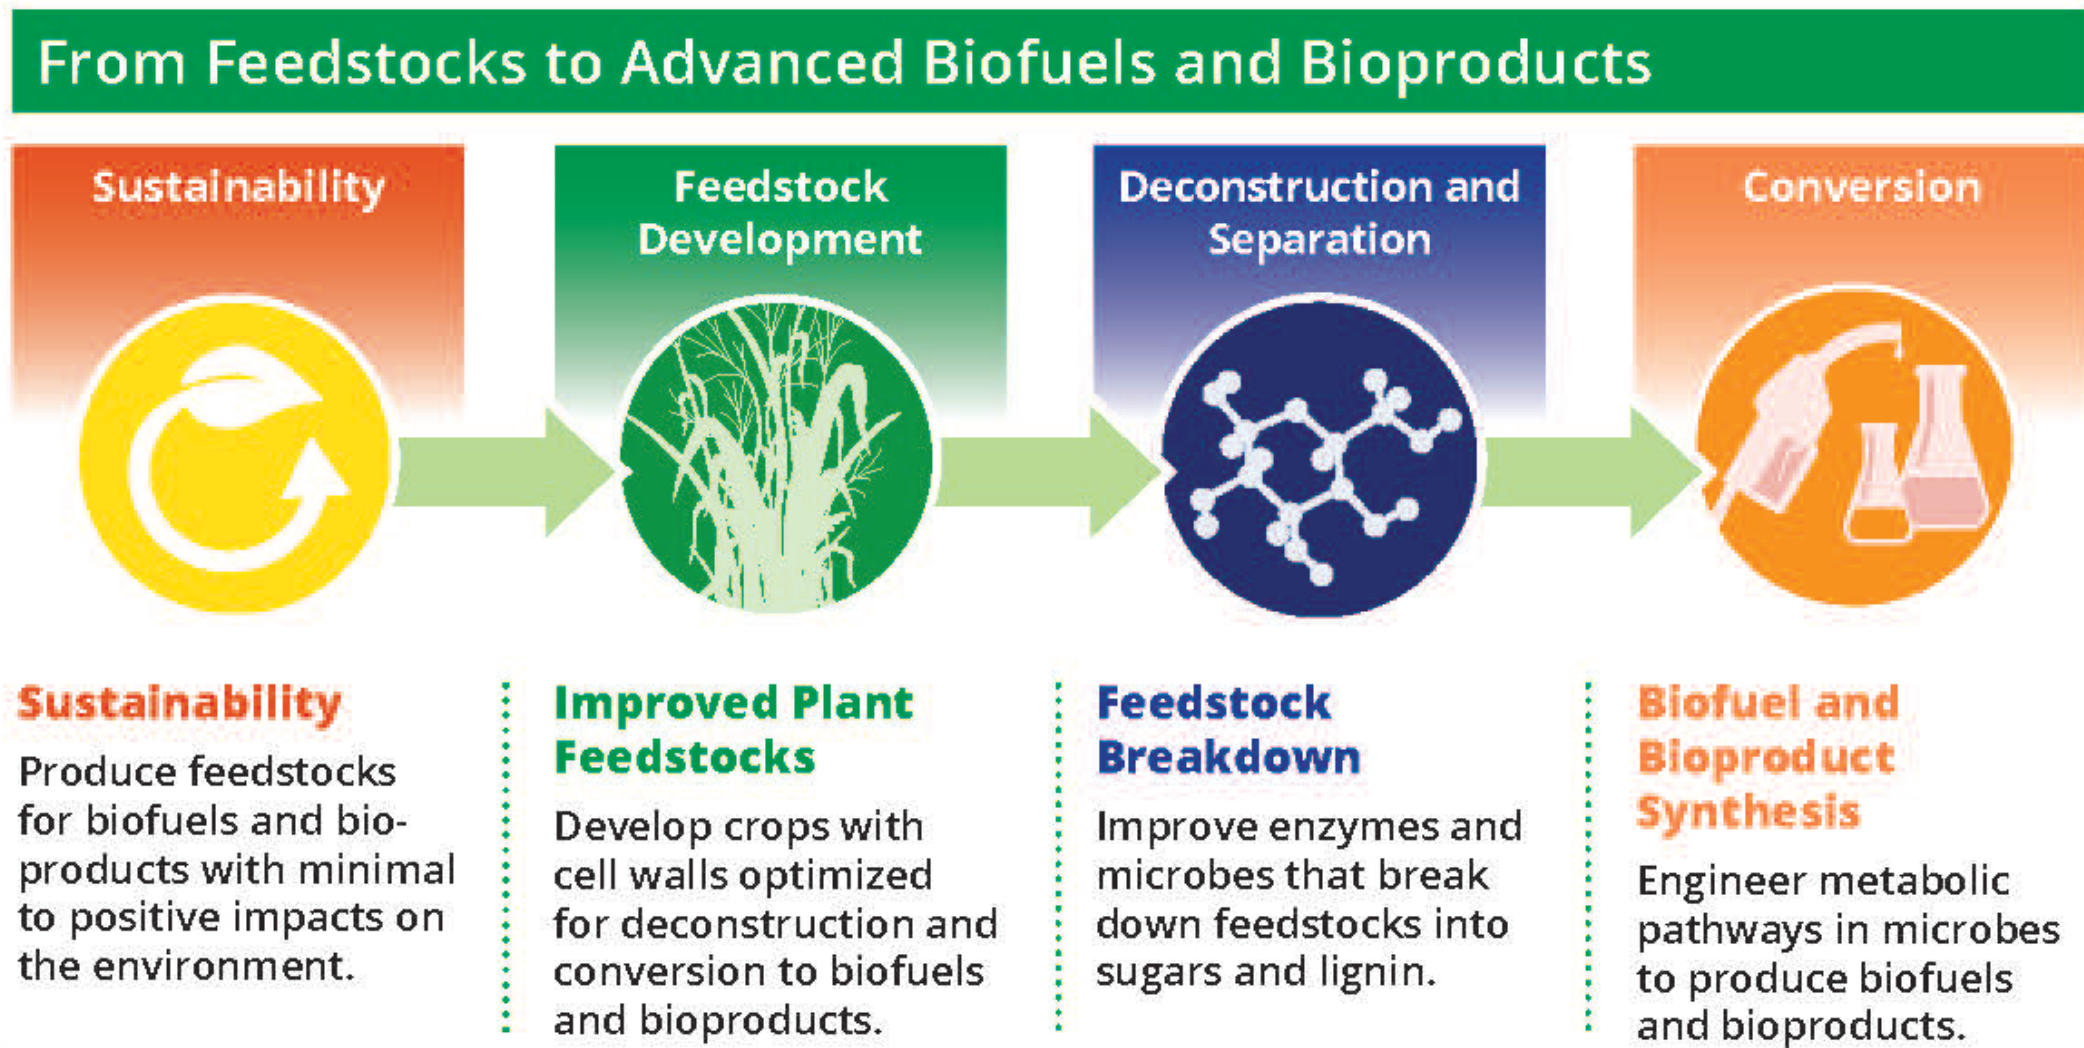 From Feedstocks to Advanced Biofuels and Bioproducts
Sustainability
Feedstock
Development
Deconstruction and
Separation
Conversion
Sustainability
Produce feedstocks
for biofuels and bio-
products with minimal
to positive impacts on
the environment.
Improved Plant
Feedstocks
Develop crops with
cell walls optimized
for deconstruction and
conversion to biofuels
and bioproducts.
Feedstock
Breakdown
Improve enzymes and
microbes that break
down feedstocks into
sugars and lignin.
Biofuel and
Bioproduct
Synthesis
Engineer metabolic
pathways in microbes
to produce biofuels
and bioproducts.